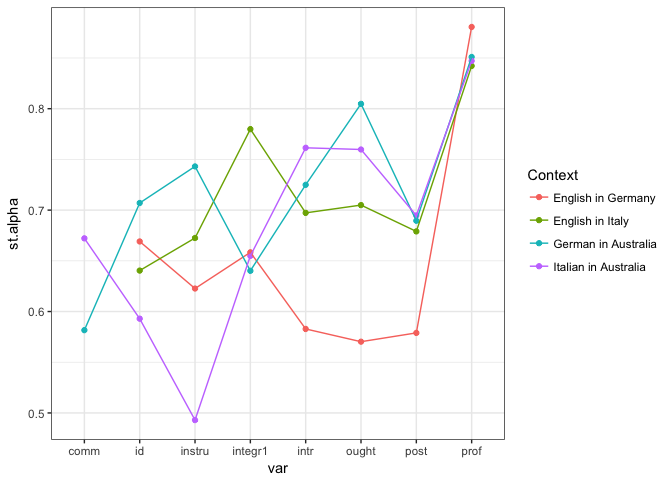 st.alpha
0.8
0.7
0.6
0.5
comm id instru integr1 intr ought post prof
var
Context
English in Germany
English in Italy
German in Australia
Italian in Australia